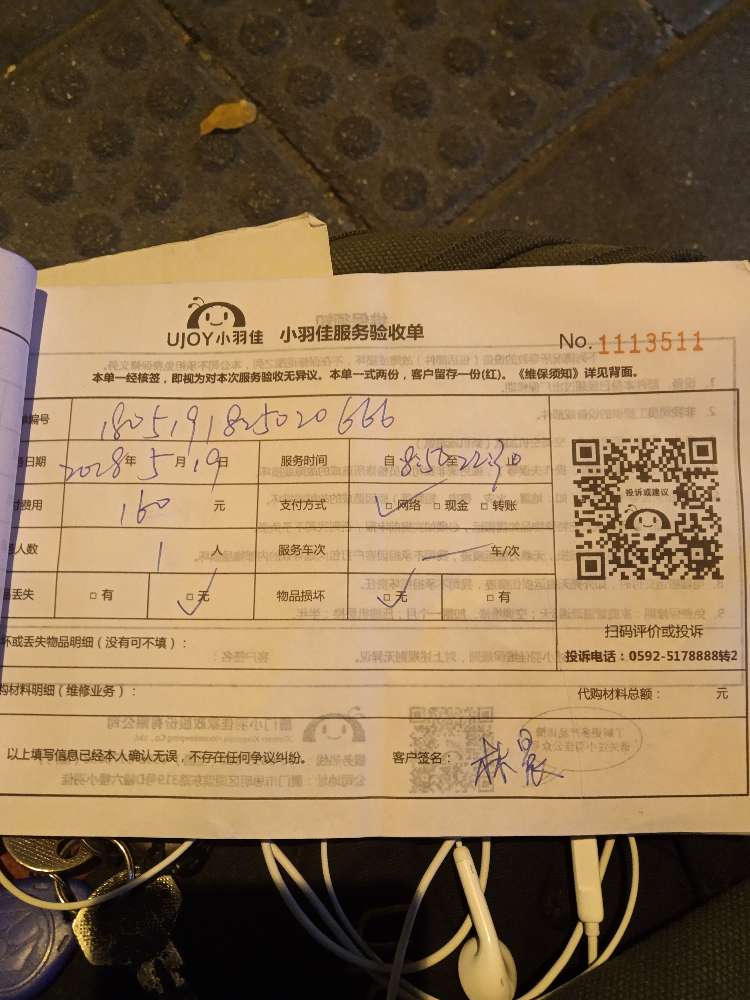 UJOY小羽佳 小羽佳服务验收单
No. 1113511
本单一经核签，即视为对本次服务验收无异议。本单一式两份，客户留存一份(红)。《维保须知》详见背面。
编号 1805191825020666
日期 2028年5月19日 服务时间 自 至 止
费用 160 元 支付方式 □网络 □现金 □转账
人数 1 人 服务车次 车/次
丢失 □有 □无 物品损坏 □无 □有
投诉或建议
扫码评价或投诉
投诉电话：0592-5178888转2
坏或丢失物品明细（没有可不填）：
购材料明细（维修业务）： 代购材料总额： 元
以上填写信息已经本人确认无误，不存在任何争议纠纷。 客户签名： 林晨